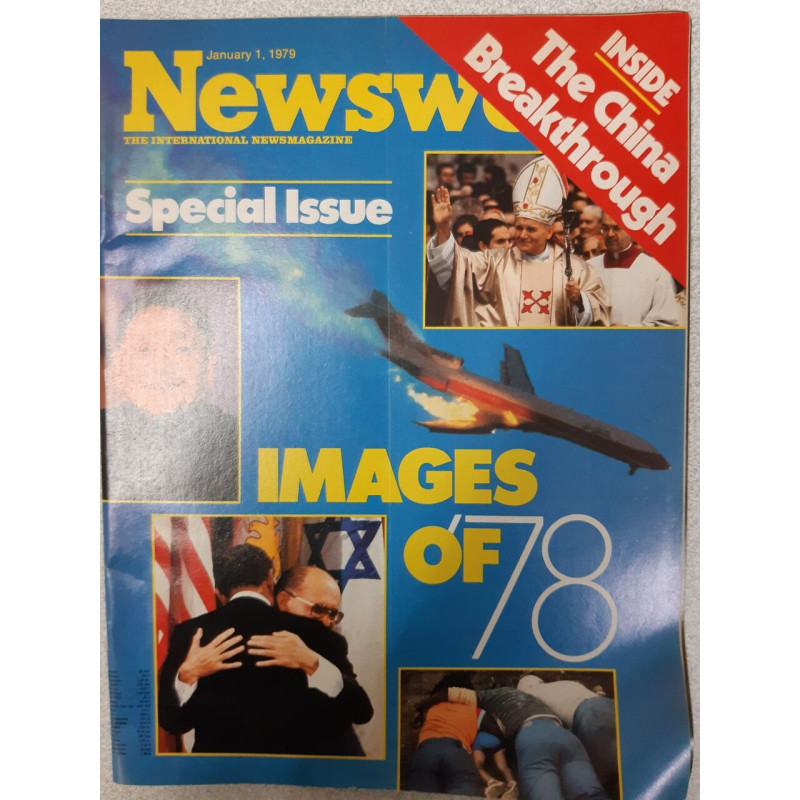 January 1, 1979
Newswe
THE INTERNATIONAL NEWSMAGAZINE
INSIDE
The China
Breakthrough
Special Issue
IMAGES
OF '78